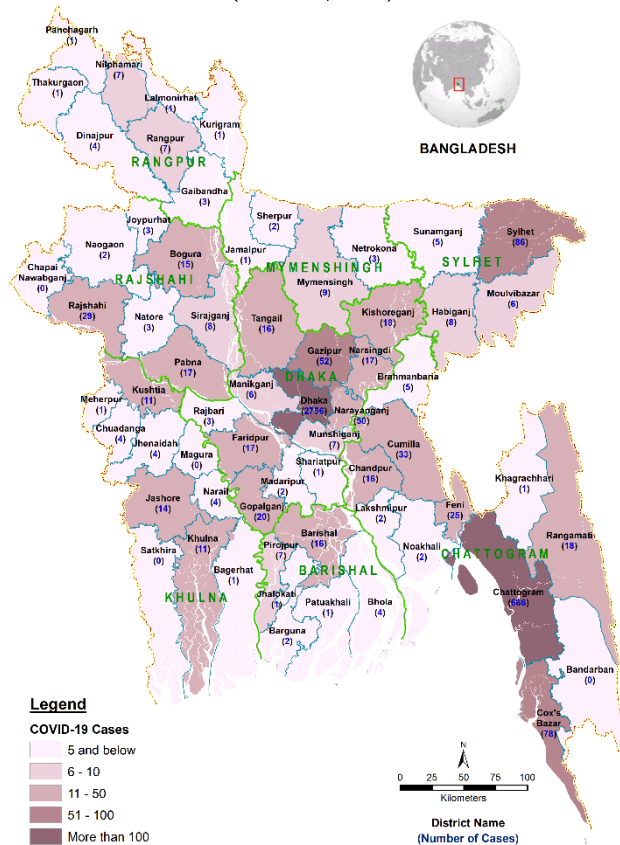 Panchagarh
(1)
Nilphamari
(7)
Thakurgaon
(1)
Lalmonirhat
(1)
Kurigram
(1)
Dinajpur
(4)
Rangpur
(7)
RANGPUR
Gaibandha
(3)
BANGLADESH
Joypurhat
(3)
Sherpur
(2)
Sunamganj
(5)
Sylhet
(86)
Naogaon
(2)
Bogura
(15)
Jamalpur
(1)
Netrokona
(3)
SYLHET
Chapai
Nawabganj
(0)
RAJSHAHI
MYMENSINGH
Mymensingh
(9)
Moulvibazar
(6)
Rajshahi
(29)
Natore
(3)
Sirajganj
(8)
Tangail
(16)
Kishoreganj
(18)
Habiganj
(8)
Gazipur
(52)
Narsingdi
(17)
Pabna
(17)
DHAKA
Brahmanbaria
(5)
Manikganj
(6)
Kushtia
(11)
Meherpur
(1)
Dhaka
(2756)
Narayanganj
(50)
Rajbari
(3)
Chuadanga
(4)
Jhenaidah
(4)
Faridpur
(17)
Munshiganj
(7)
Cumilla
(33)
Magura
(0)
Shariatpur
(1)
Chandpur
(16)
Khagrachhari
(1)
Madaripur
(2)
Jashore
(14)
Narail
(4)
Gopalganj
(20)
Lakshmipur
(2)
Feni
(25)
Rangamati
(18)
Khulna
(11)
Barishal
(16)
Satkhira
(0)
Pirojpur
(7)
Noakhali
(2)
CHATTOGRAM
Bagerhat
(1)
BARISHAL
KHULNA
Jhalokati
Patuakhali
(1)
Bhola
(4)
Chattogram
Barguna
(2)
Bandarban
(0)
Cox's
Bazar
(78)
Legend
COVID-19 Cases
5 and below
6 - 10
11 - 50
51 - 100
More than 100
N
0 25 50 75 100
Kilometers
District Name
(Number of Cases)